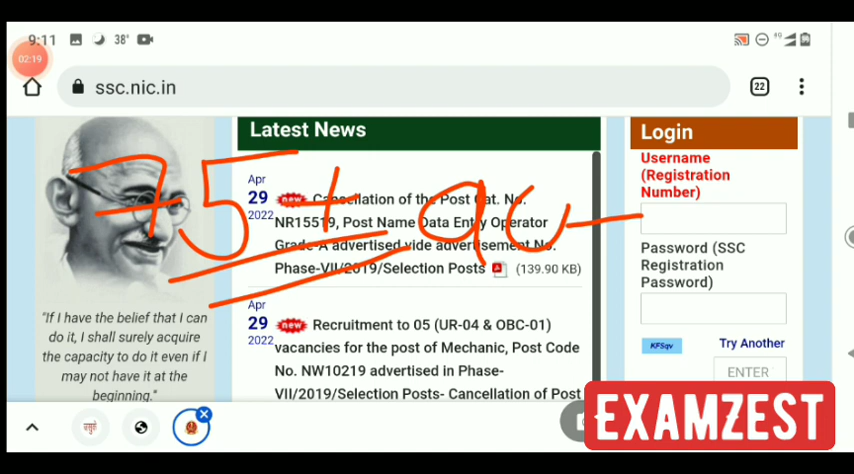 9:11
38°
4G
02:19
ssc.nic.in
22
Latest News
Apr
29
2022
new Cancellation of the Post Cat. No.
NR15519, Post Name Data Entry Operator
Grade-A advertised vide advertisement No.
Phase-VII/2019/Selection Posts (139.90 KB)
Apr
29
2022
new Recruitment to 05 (UR-04 & OBC-01)
vacancies for the post of Mechanic, Post Code
No. NW10219 advertised in Phase-
VII/2019/Selection Posts- Cancellation of Post
Login
Username
(Registration
Number)
Password (SSC
Registration
Password)
KFSqv
Try Another
ENTER
"If I have the belief that I can
do it, I shall surely acquire
the capacity to do it even if I
may not have it at the
beginning."
75+
EXAMZEST